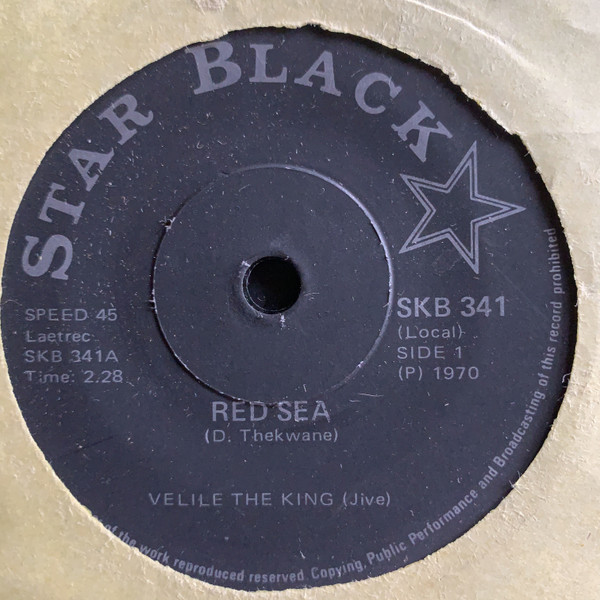 STAR BLACK
SPEED 45
Laetrec
SKB 341A
Time: 2.28
SKB 341
(Local)
SIDE 1
(P) 1970
RED SEA
(D. Thekwane)
VELILE THE KING (Jive)
of the work reproduced reserved. Copying, Public Performance and Broadcasting of this record prohibited